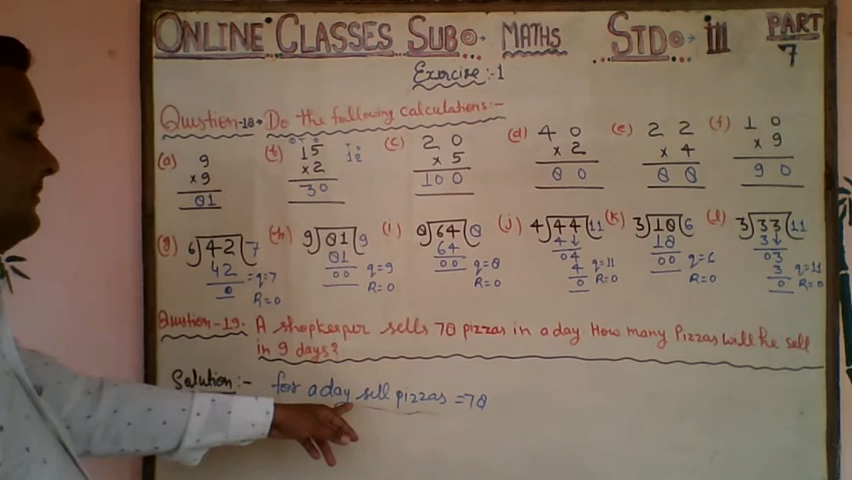 ONLINE CLASSES SUB:- MATHS STD:- III PART
7
Exercise:-1
Question-18 Do the following calculations:-
(a) 9 (b) 15 (c) 20 (d) 40 (e) 22 (f) 10
×9 ×2 ×5 ×2 ×4 ×9
81 30 100 80 88 90
(g) 6)42(7 (h) 9)81(9 (i) 8)64(8 (j) 4)44(11 (k) 3)18(6 (l) 3)33(11
42 81 64 4↓ 18 3↓
0 =q=7 00 q=9 00 q=8 04 00 q=6 03
R=0 R=0 R=0 4 q=11 R=0 3 q=11
0 R=0 0 R=0
Question-19- A shopkeeper sells 78 pizzas in a day. How many Pizzas will he sell
in 9 days?
Solution:- for a day sell pizzas =78